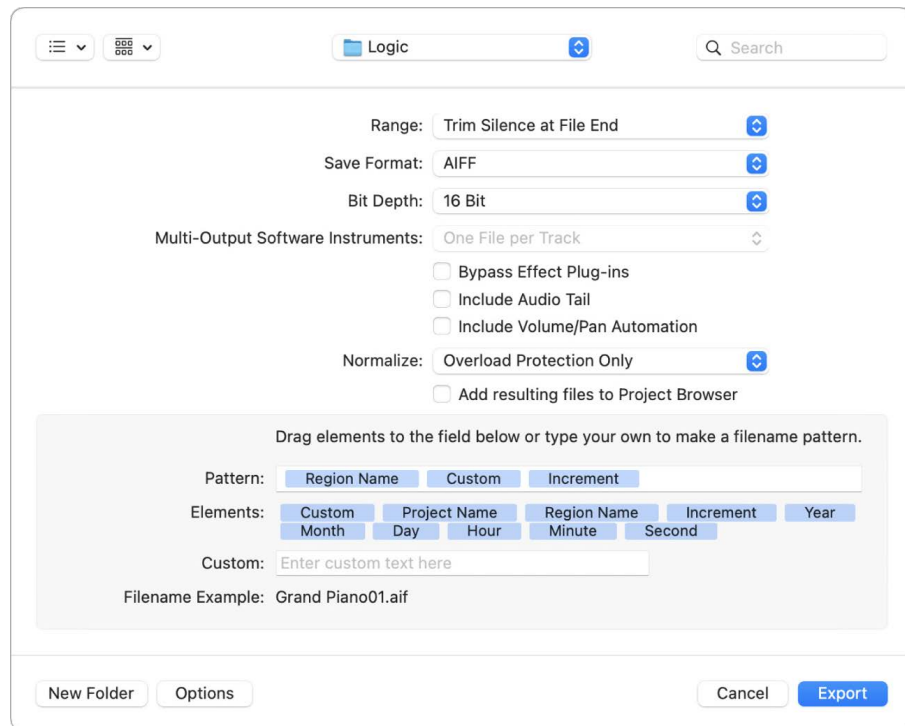 Logic
Search
Range: Trim Silence at File End
Save Format: AIFF
Bit Depth: 16 Bit
Multi-Output Software Instruments: One File per Track
Bypass Effect Plug-ins
Include Audio Tail
Include Volume/Pan Automation
Normalize: Overload Protection Only
Add resulting files to Project Browser
Drag elements to the field below or type your own to make a filename pattern.
Pattern: Region Name Custom Increment
Elements: Custom Project Name Region Name Increment Year
Month Day Hour Minute Second
Custom: Enter custom text here
Filename Example: Grand Piano01.aif
New Folder Options Cancel Export